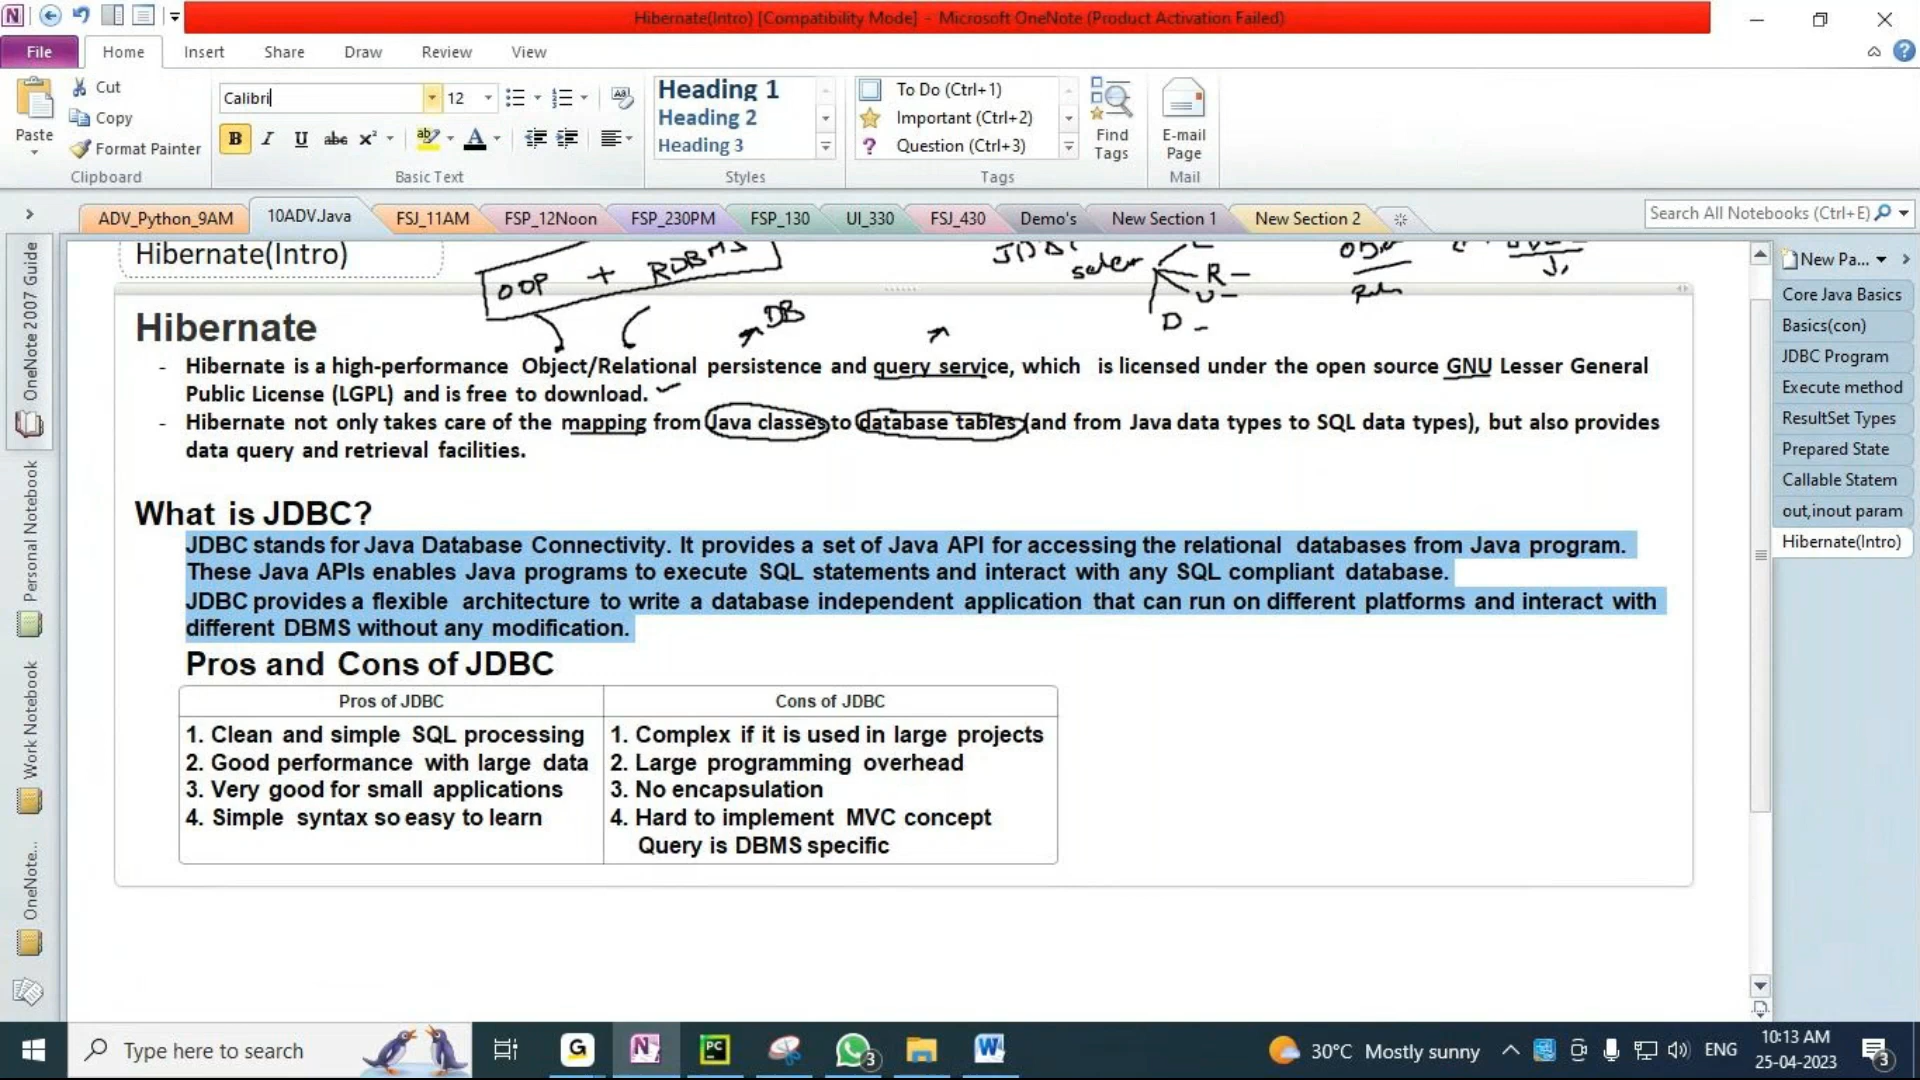 Hibernate(Intro) [Compatibility Mode] - Microsoft OneNote (Product Activation Failed)
File Home Insert Share Draw Review View
Paste
Cut
Copy
Format Painter
Clipboard
Calibri 12
B I U abc x² ab A
Basic Text
Heading 1
Heading 2
Heading 3
Styles
To Do (Ctrl+1)
Important (Ctrl+2)
Question (Ctrl+3)
Tags
Find Tags
E-mail Page
Mail
ADV_Python_9AM 10ADV.Java FSJ_11AM FSP_12Noon FSP_230PM FSP_130 UI_330 FSJ_430 Demo's New Section 1 New Section 2
Search All Notebooks (Ctrl+E)
OneNote 2007 Guide
Personal Notebook
Work Notebook
OneNote...
Hibernate(Intro)
OOP + RDBMS
DB
R -
U -
D -
Hibernate
- Hibernate is a high-performance Object/Relational persistence and query service, which is licensed under the open source GNU Lesser General
Public License (LGPL) and is free to download.
- Hibernate not only takes care of the mapping from Java classes to database tables (and from Java data types to SQL data types), but also provides
data query and retrieval facilities.
What is JDBC?
JDBC stands for Java Database Connectivity. It provides a set of Java API for accessing the relational databases from Java program.
These Java APIs enables Java programs to execute SQL statements and interact with any SQL compliant database.
JDBC provides a flexible architecture to write a database independent application that can run on different platforms and interact with
different DBMS without any modification.
Pros and Cons of JDBC
Pros of JDBC
1. Clean and simple SQL processing
2. Good performance with large data
3. Very good for small applications
4. Simple syntax so easy to learn
Cons of JDBC
1. Complex if it is used in large projects
2. Large programming overhead
3. No encapsulation
4. Hard to implement MVC concept
Query is DBMS specific
New Pa...
Core Java Basics
Basics(con)
JDBC Program
Execute method
ResultSet Types
Prepared State
Callable Statem
out,inout param
Hibernate(Intro)
Type here to search
G
N
PC
3
W
30°C Mostly sunny
ENG
10:13 AM
25-04-2023
3